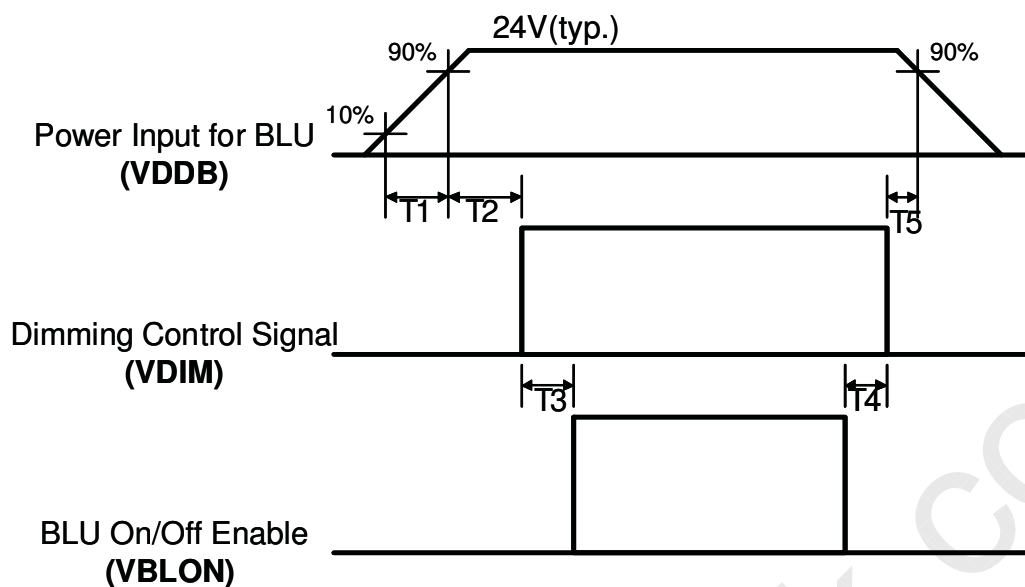 24V(typ.)
90%
90%
10%
Power Input for BLU
(VDDB)
T1
T2
T5
Dimming Control Signal
(VDIM)
T3
T4
BLU On/Off Enable
(VBLON)